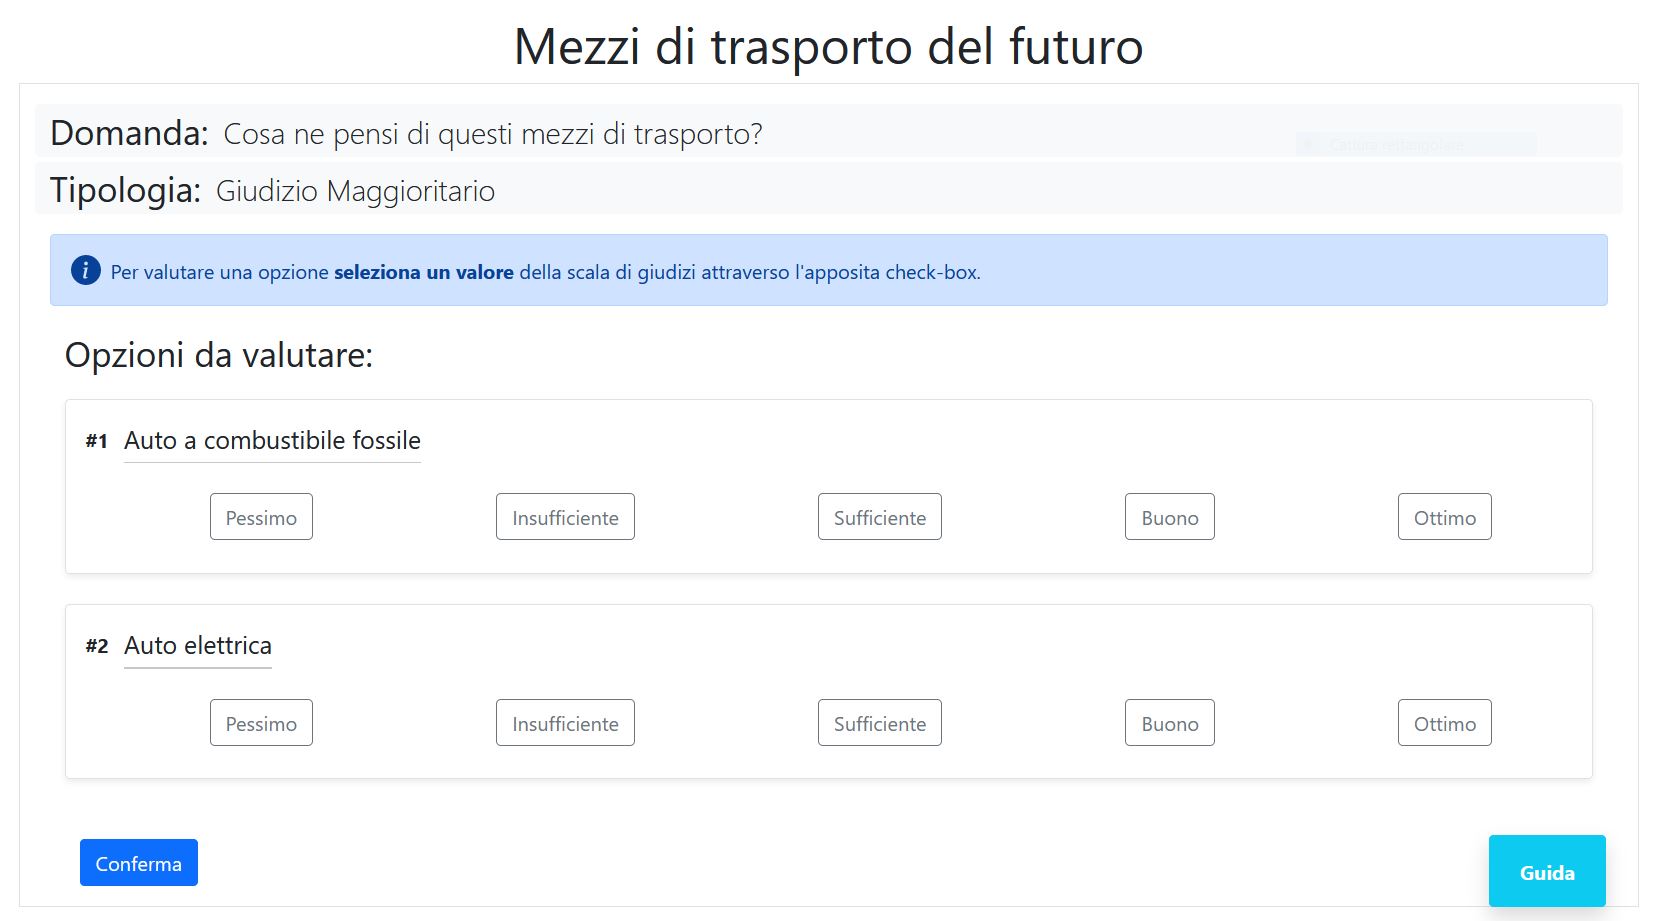 Mezzi di trasporto del futuro
Domanda: Cosa ne pensi di questi mezzi di trasporto?
Cattura rettangolare
Tipologia: Giudizio Maggioritario
i Per valutare una opzione seleziona un valore della scala di giudizi attraverso l'apposita check-box.
Opzioni da valutare:
#1 Auto a combustibile fossile
Pessimo Insufficiente Sufficiente Buono Ottimo
#2 Auto elettrica
Pessimo Insufficiente Sufficiente Buono Ottimo
Conferma
Guida